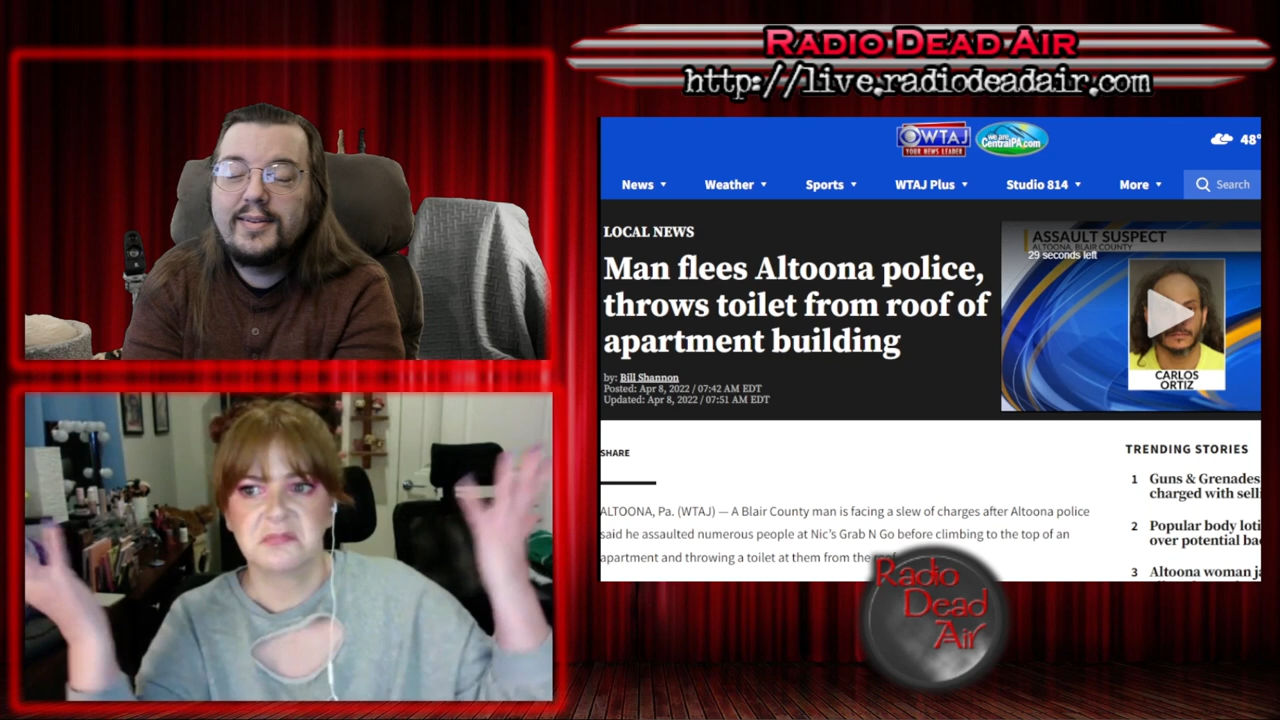 RADIO DEAD AIR
http://live.radiodeadair.com
WTAJ
YOUR NEWS LEADER
we are
CentralPA.com
48°
News
Weather
Sports
WTAJ Plus
Studio 814
More
Search
LOCAL NEWS
Man flees Altoona police,
throws toilet from roof of
apartment building
by: Bill Shannon
Posted: Apr 8, 2022 / 07:42 AM EDT
Updated: Apr 8, 2022 / 07:51 AM EDT
ASSAULT SUSPECT
ALTOONA, BLAIR COUNTY
29 seconds left
CARLOS
ORTIZ
SHARE
ALTOONA, Pa. (WTAJ) — A Blair County man is facing a slew of charges after Altoona police
said he assaulted numerous people at Nic's Grab N Go before climbing to the top of an
apartment and throwing a toilet at them from the
TRENDING STORIES
1 Guns & Grenades
charged with sell
2 Popular body loti
over potential ba
3 Altoona woman ja
Radio
Dead
Air